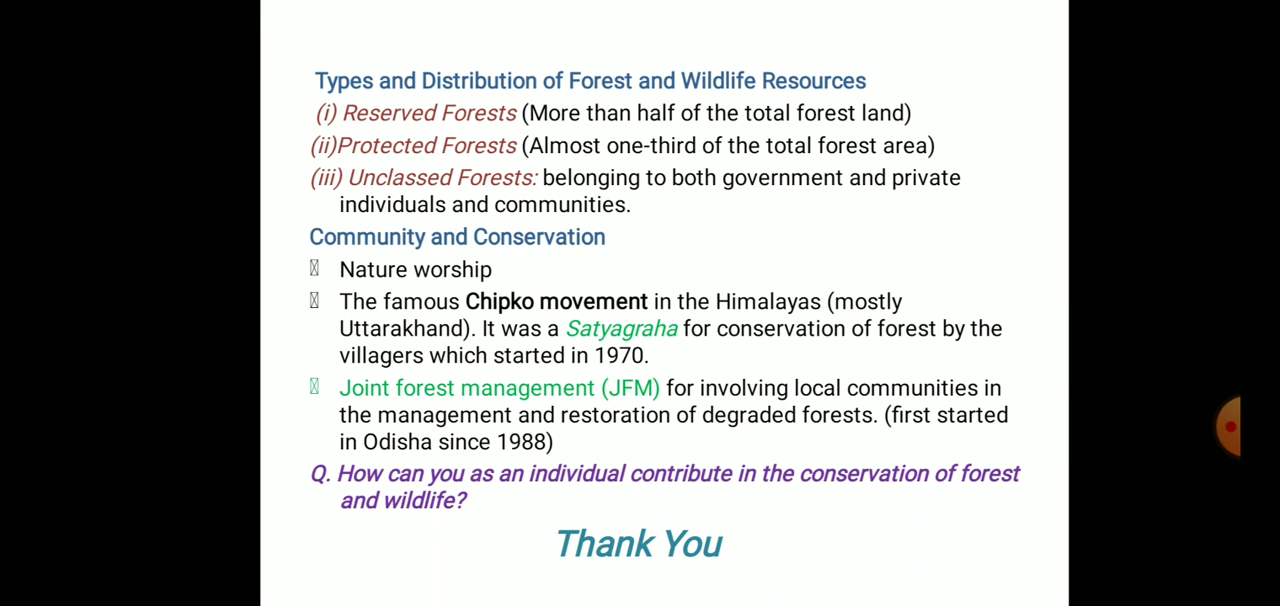 Types and Distribution of Forest and Wildlife Resources
(i) Reserved Forests (More than half of the total forest land)
(ii)Protected Forests (Almost one-third of the total forest area)
(iii) Unclassed Forests: belonging to both government and private
individuals and communities.
Community and Conservation
Nature worship
The famous Chipko movement in the Himalayas (mostly
Uttarakhand). It was a Satyagraha for conservation of forest by the
villagers which started in 1970.
Joint forest management (JFM) for involving local communities in
the management and restoration of degraded forests. (first started
in Odisha since 1988)
Q. How can you as an individual contribute in the conservation of forest
and wildlife?
Thank You